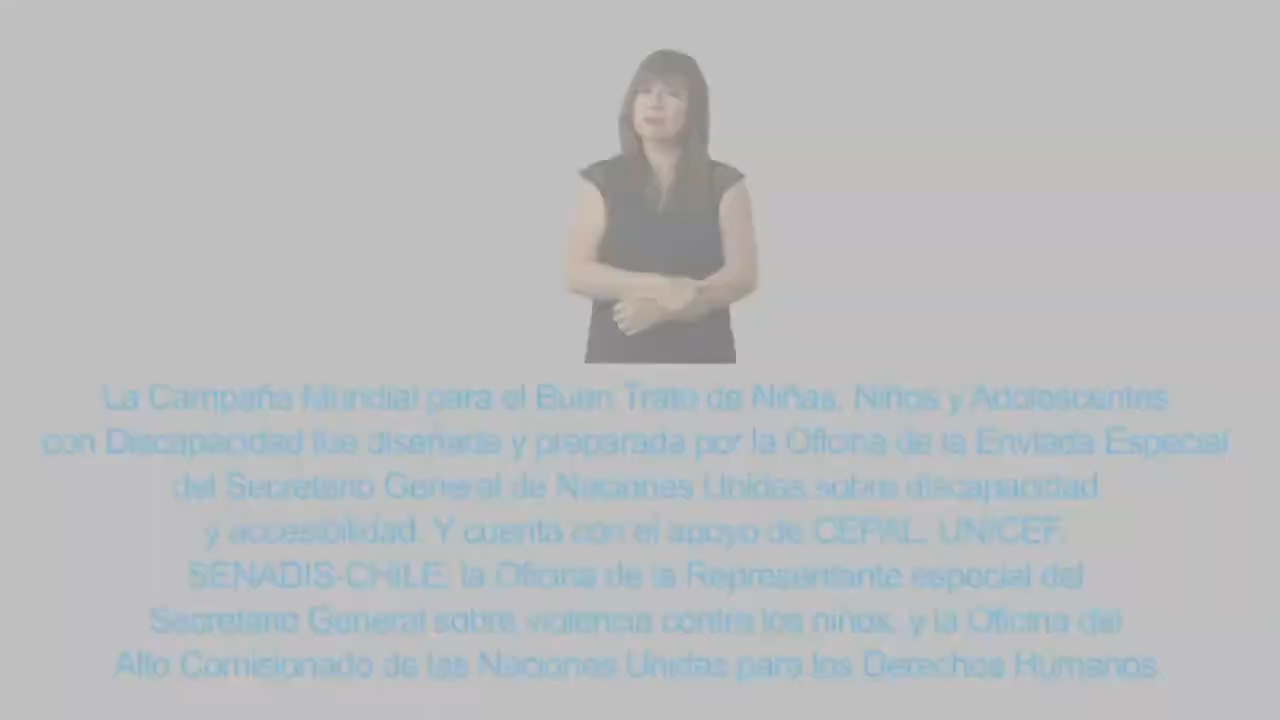 La Campaña Mundial para el Buen Trato de Niñas, Niños y Adolescentes
con Discapacidad fue diseñada y preparada por la Oficina de la Enviada Especial
del Secretario General de Naciones Unidas sobre discapacidad
y accesibilidad. Y cuenta con el apoyo de CEPAL, UNICEF,
SENADIS-CHILE, la Oficina de la Representante especial del
Secretario General sobre violencia contra los niños, y la Oficina del
Alto Comisionado de las Naciones Unidas para los Derechos Humanos.